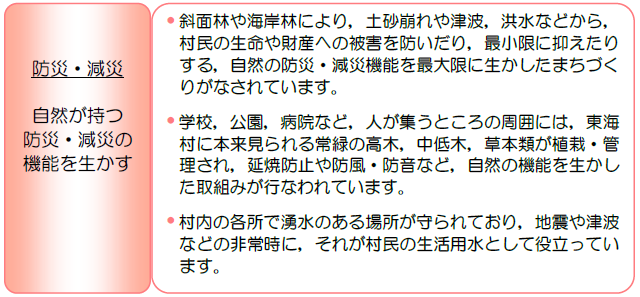 防災・減災
自然が持つ
防災・減災の
機能を生かす
• 斜面林や海岸林により，土砂崩れや津波，洪水などから，
村民の生命や財産への被害を防いだり，最小限に抑えたり
する，自然の防災・減災機能を最大限に生かしたまちづく
りがなされています。
• 学校，公園，病院など，人が集うところの周囲には，東海
村に本来見られる常緑の高木，中低木，草本類が植栽・管
理され，延焼防止や防風・防音など，自然の機能を生かし
た取組みが行なわれています。
• 村内の各所で湧水のある場所が守られており，地震や津波
などの非常時に，それが村民の生活用水として役立ってい
ます。